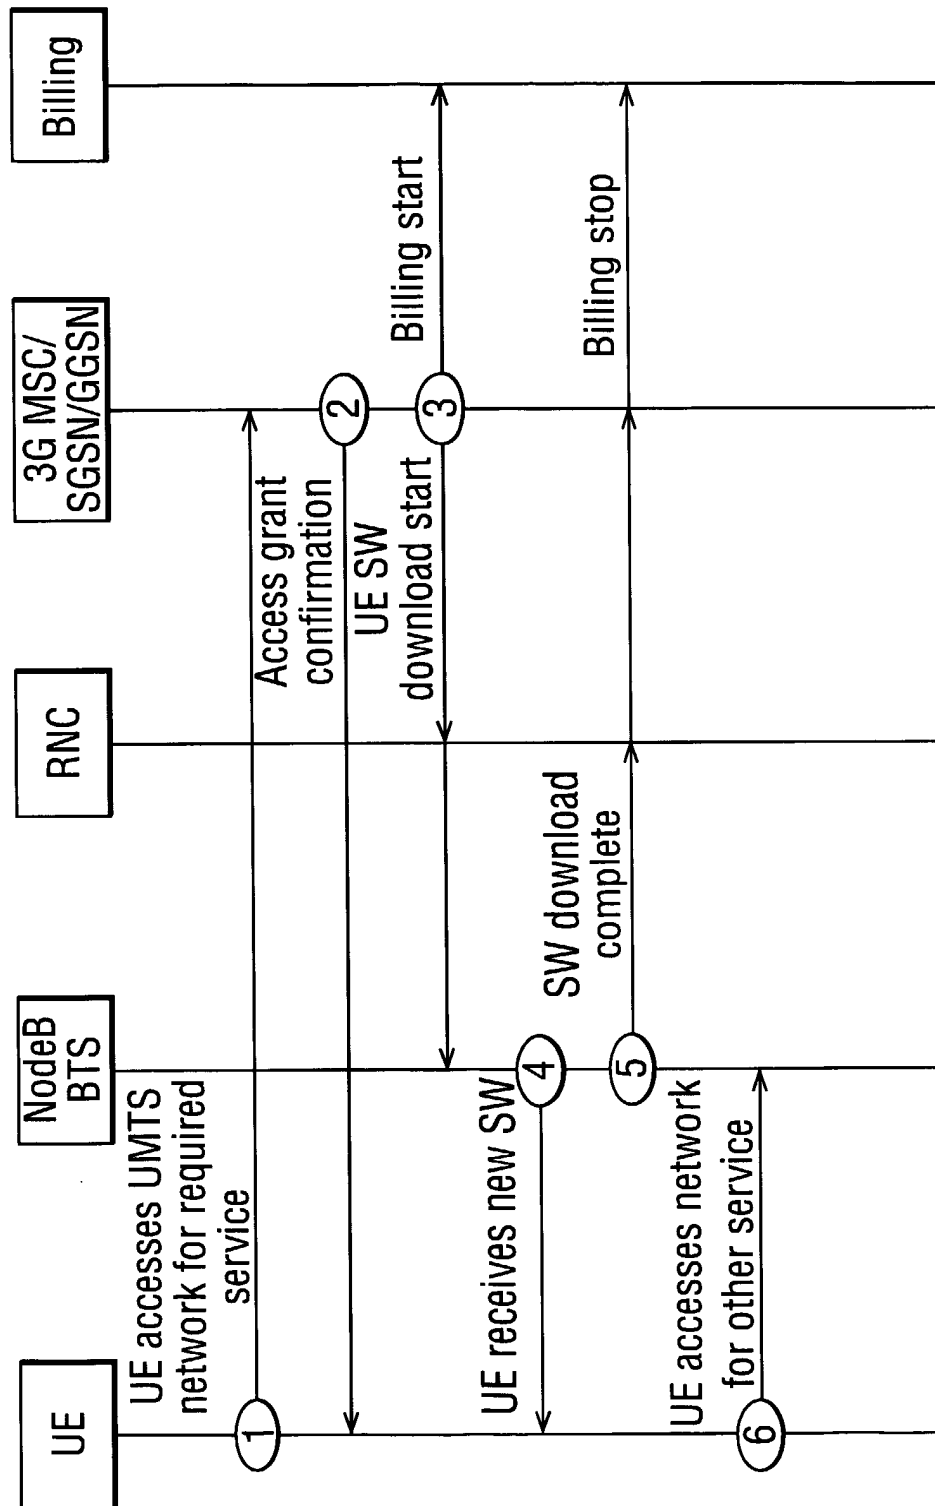 UE
NodeB
BTS
RNC
3G MSC/
SGSN/GGSN
Billing
UE accesses UMTS
network for required
service
1
Access grant
confirmation
2
UE SW
download start
3
Billing start
UE receives new SW
4
SW download
complete
5
Billing stop
UE accesses network
for other service
6